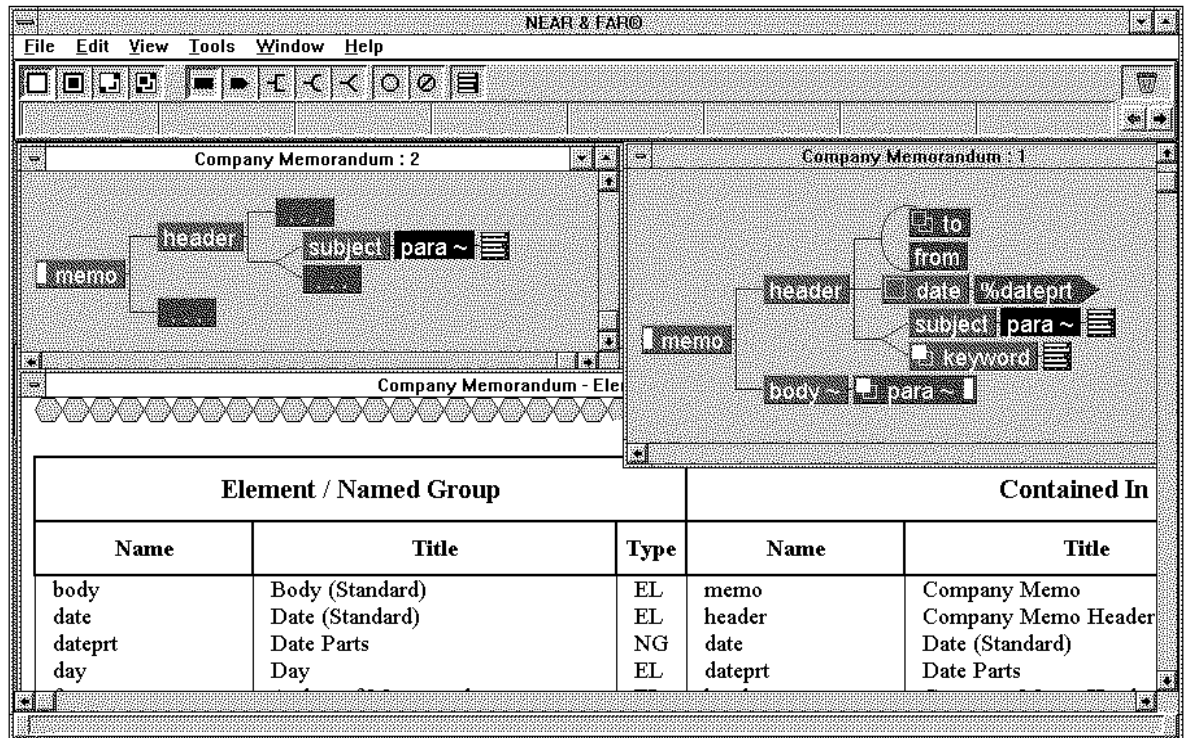 NEAR & FAR®
File Edit View Tools Window Help
Company Memorandum : 2
memo
header
. . . .
subject para ~
. . . .
. . . .
Company Memorandum : 1
memo
header
to
from
date %dateprt
subject para ~
keyword
body ~ para ~
Company Memorandum - Ele
Element / Named Group Contained In
Name Title Type Name Title
body Body (Standard) EL memo Company Memo
date Date (Standard) EL header Company Memo Header
dateprt Date Parts NG date Date (Standard)
day Day EL dateprt Date Parts